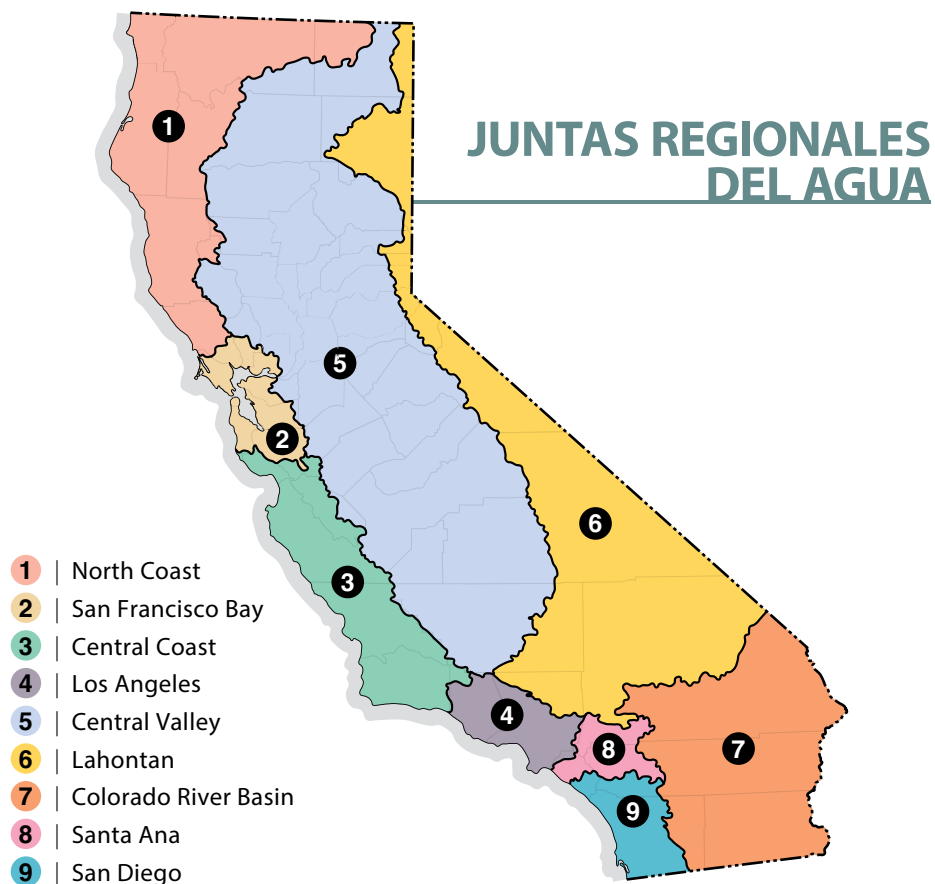 JUNTAS REGIONALES
DEL AGUA
1
5
2
6
3
4
8
7
9
1 | North Coast
2 | San Francisco Bay
3 | Central Coast
4 | Los Angeles
5 | Central Valley
6 | Lahontan
7 | Colorado River Basin
8 | Santa Ana
9 | San Diego